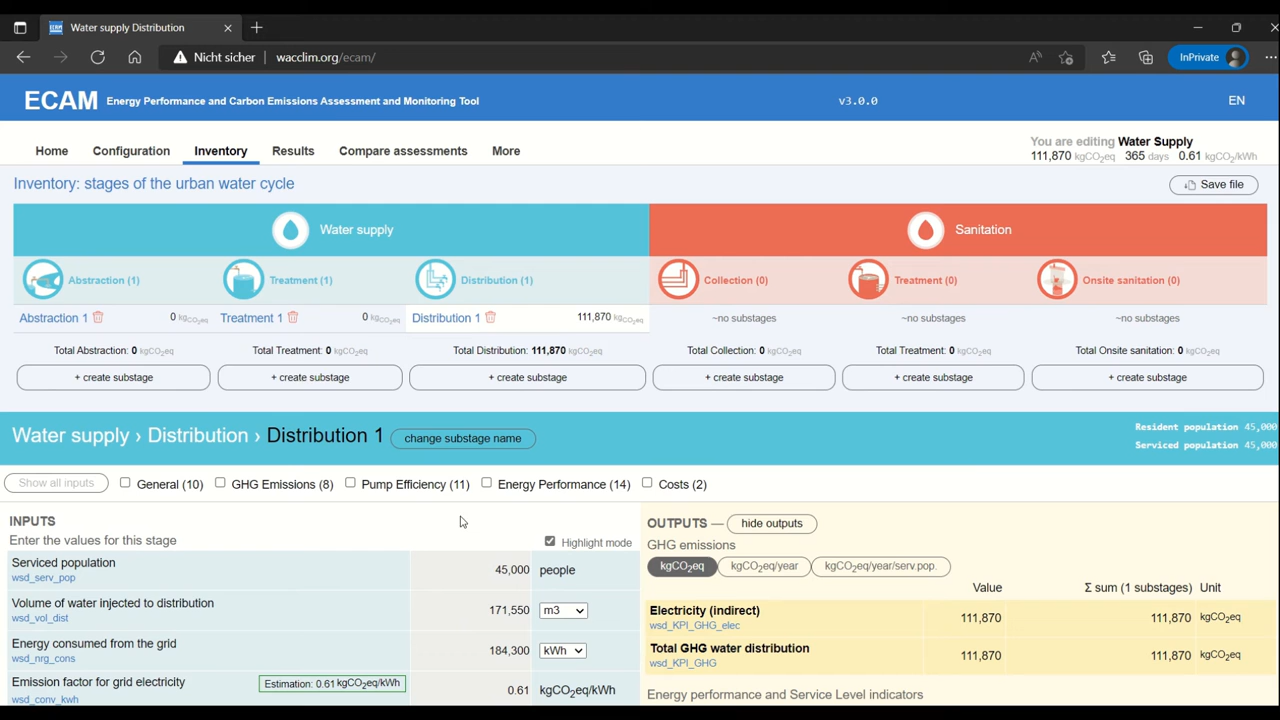 Water supply Distribution
Nicht sicher | wacclim.org/ecam/
InPrivate
ECAM Energy Performance and Carbon Emissions Assessment and Monitoring Tool v3.0.0 EN
Home Configuration Inventory Results Compare assessments More
You are editing Water Supply
111,870 kgCO2eq 365 days 0.61 kgCO2/kWh
Inventory: stages of the urban water cycle
Save file
Water supply Sanitation
Abstraction (1) Treatment (1) Distribution (1) Collection (0) Treatment (0) Onsite sanitation (0)
Abstraction 1 0 kgCO2eq Treatment 1 0 kgCO2eq Distribution 1 111,870 kgCO2eq ~no substages ~no substages ~no substages
Total Abstraction: 0 kgCO2eq Total Treatment: 0 kgCO2eq Total Distribution: 111,870 kgCO2eq Total Collection: 0 kgCO2eq Total Treatment: 0 kgCO2eq Total Onsite sanitation: 0 kgCO2eq
+ create substage + create substage + create substage + create substage + create substage + create substage
Water supply › Distribution › Distribution 1 change substage name
Resident population 45,000
Serviced population 45,000
Show all inputs General (10) GHG Emissions (8) Pump Efficiency (11) Energy Performance (14) Costs (2)
INPUTS
Enter the values for this stage
Highlight mode
Serviced population
wsd_serv_pop
45,000 people
Volume of water injected to distribution
wsd_vol_dist
171,550 m3
Energy consumed from the grid
wsd_nrg_cons
184,300 kWh
Emission factor for grid electricity
wsd_conv_kwh
Estimation: 0.61 kgCO2eq/kWh
0.61 kgCO2eq/kWh
OUTPUTS — hide outputs
GHG emissions
kgCO2eq kgCO2eq/year kgCO2eq/year/serv.pop.
Value Σ sum (1 substages) Unit
Electricity (indirect)
wsd_KPI_GHG_elec
111,870 111,870 kgCO2eq
Total GHG water distribution
wsd_KPI_GHG
111,870 111,870 kgCO2eq
Energy performance and Service Level indicators